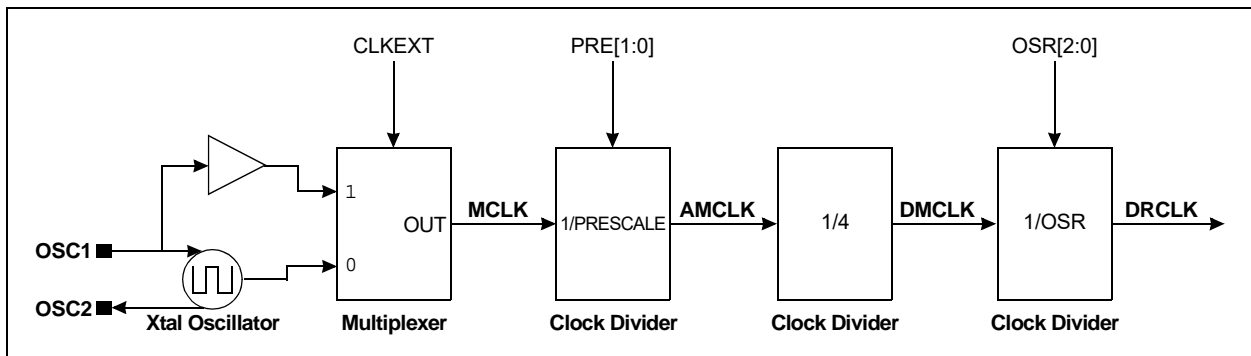 CLKEXT
PRE[1:0]
OSR[2:0]
1
0
OUT
MCLK
1/PRESCALE
AMCLK
1/4
DMCLK
1/OSR
DRCLK
OSC1
OSC2
Xtal Oscillator
Multiplexer
Clock Divider
Clock Divider
Clock Divider